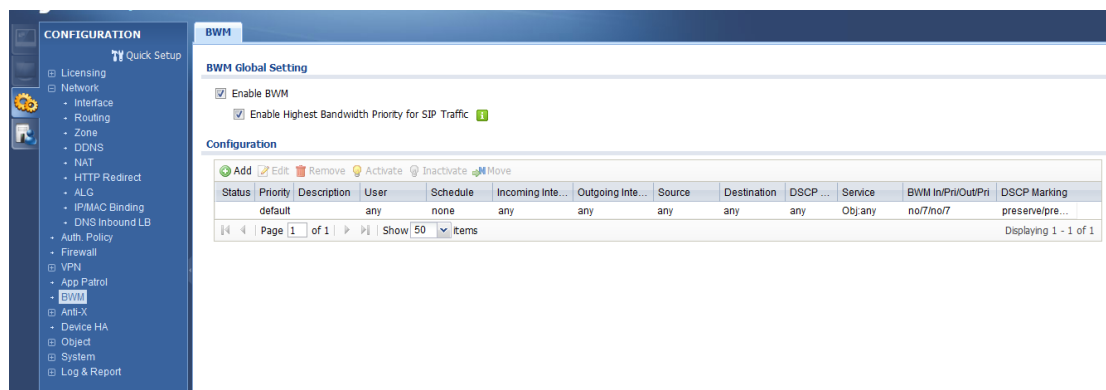 CONFIGURATION
Quick Setup
Licensing
Network
Interface
Routing
Zone
DDNS
NAT
HTTP Redirect
ALG
IP/MAC Binding
DNS Inbound LB
Auth. Policy
Firewall
VPN
App Patrol
BWM
Anti-X
Device HA
Object
System
Log & Report
BWM
BWM Global Setting
Enable BWM
Enable Highest Bandwidth Priority for SIP Traffic
Configuration
Add Edit Remove Activate Inactivate Move
Status Priority Description User Schedule Incoming Inte... Outgoing Inte... Source Destination DSCP ... Service BWM In/Pri/Out/Pri DSCP Marking
default any none any any any any any Obj:any no/7/no/7 preserve/pre...
Page 1 of 1 Show 50 items Displaying 1 - 1 of 1